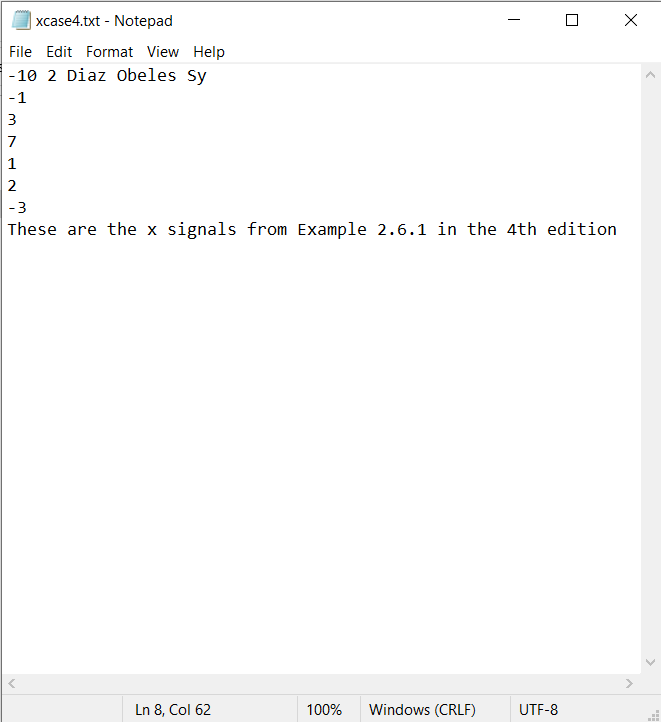 xcase4.txt - Notepad
File Edit Format View Help
-10 2 Diaz Obeles Sy
-1
3
7
1
2
-3
These are the x signals from Example 2.6.1 in the 4th edition
Ln 8, Col 62 100% Windows (CRLF) UTF-8